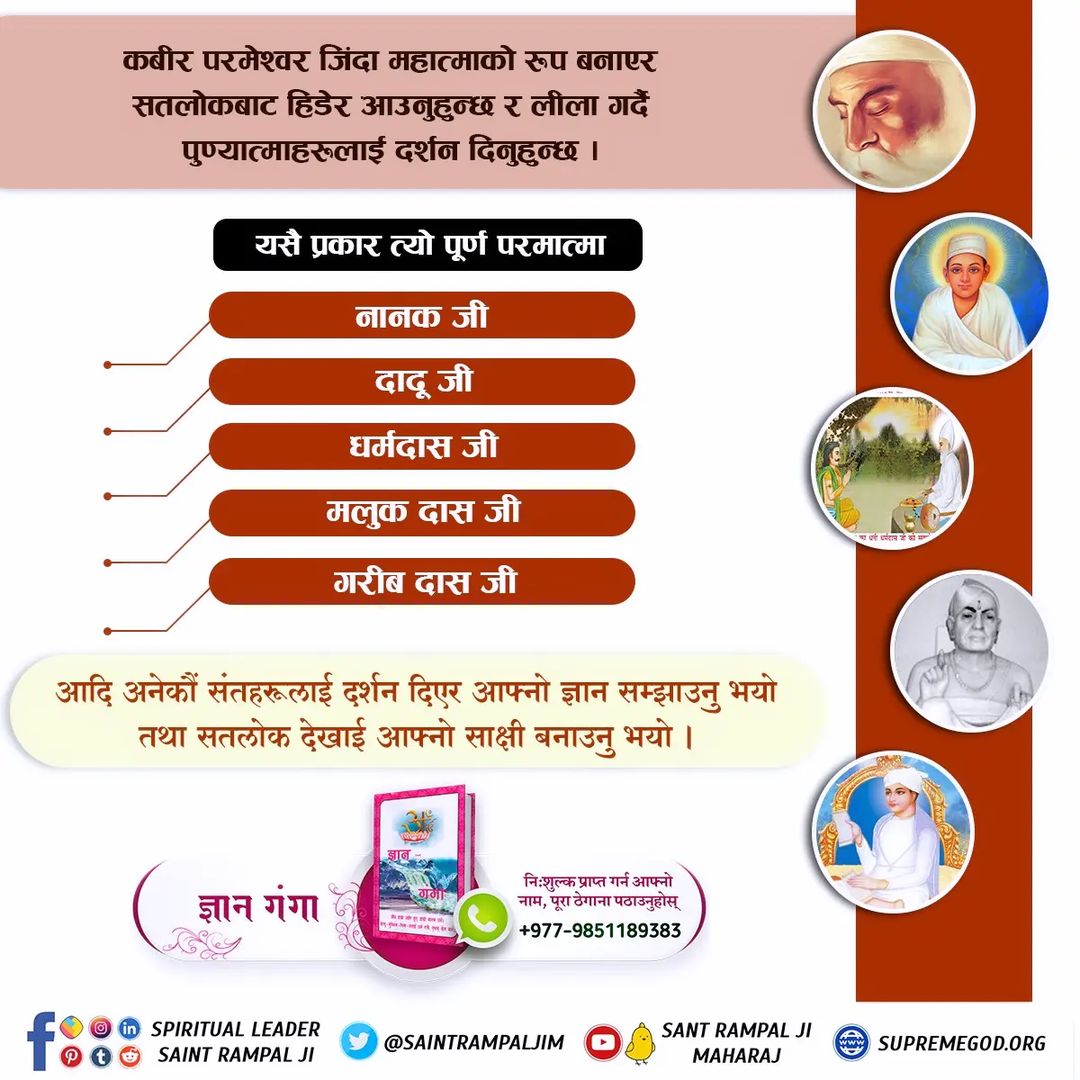 कबीर परमेश्वर जिंदा महात्माको रूप बनाएर
सतलोकबाट हिडेर आउनुहुन्छ र लीला गर्दै
पुण्यात्माहरुलाई दर्शन दिनुहुन्छ ।
यसै प्रकार त्यो पूर्ण परमात्मा
नानक जी
दादू जी
धर्मदास जी
मलुक दास जी
गरीब दास जी
आदि अनेकौं संतहरूलाई दर्शन दिएर आफ्नो ज्ञान सम्झाउनु भयो
तथा सतलोक देखाई आफ्नो साक्षी बनाउनु भयो ।
ज्ञान गंगा
ज्ञान
गंगा
नि:शुल्क प्राप्त गर्न आफ्नो
नाम, पूरा ठेगाना पठाउनुहोस्
+977-9851189383
SPIRITUAL LEADER
SAINT RAMPAL JI
@SAINTRAMPALJIM
SANT RAMPAL JI
MAHARAJ
SUPREMEGOD.ORG